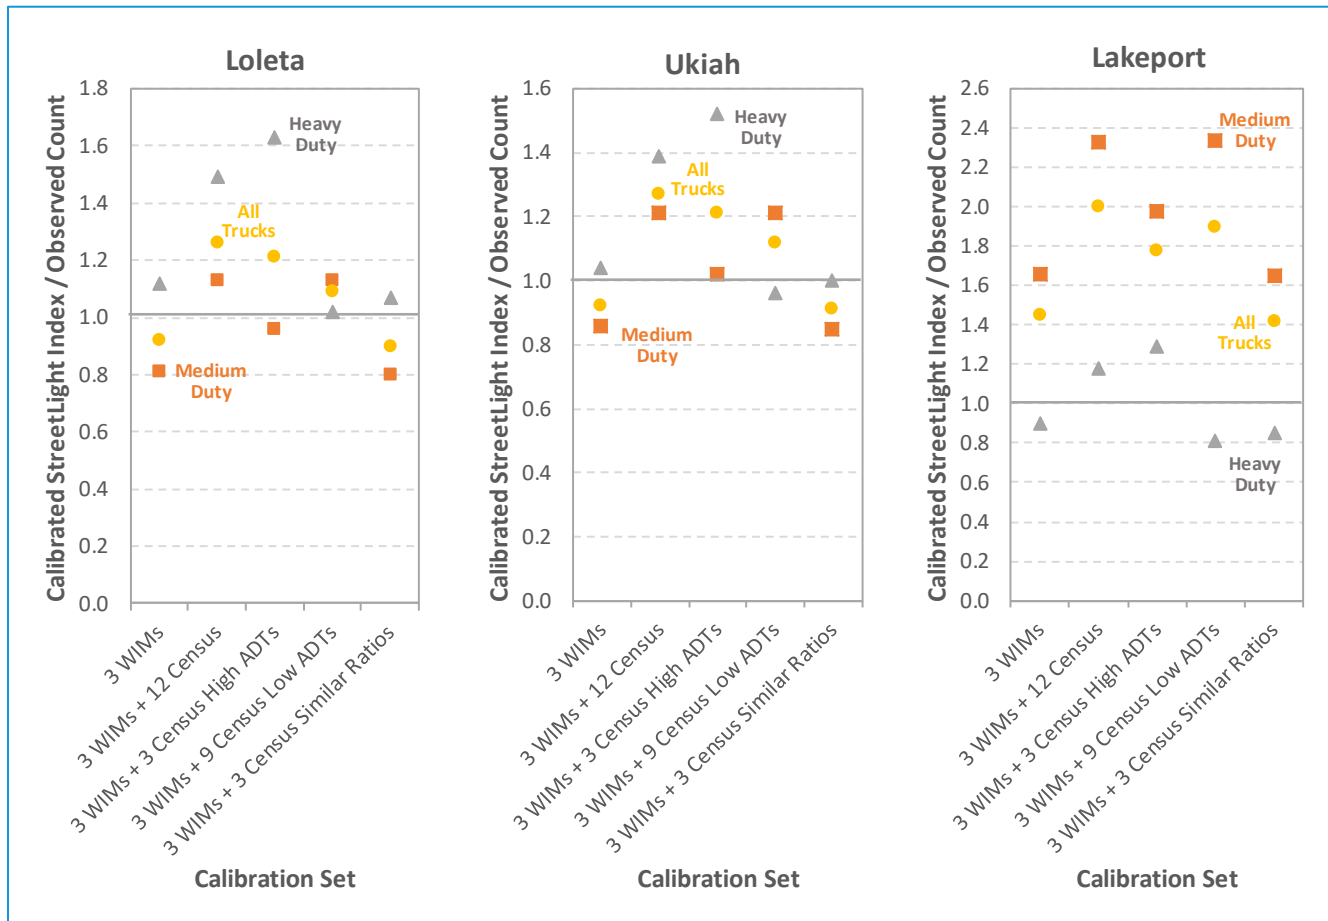 Loleta
Calibrated StreetLight Index / Observed Count
1.8
1.6
1.4
1.2
1.0
0.8
0.6
0.4
0.2
0.0
Heavy
Duty
All
Trucks
Medium
Duty
3 WIMs
3 WIMs + 12 Census
3 WIMs + 3 Census High ADTs
3 WIMs + 9 Census Low ADTs
3 WIMs + 3 Census Similar Ratios
Calibration Set
Ukiah
Calibrated StreetLight Index / Observed Count
1.6
1.4
1.2
1.0
0.8
0.6
0.4
0.2
0.0
Heavy
Duty
All
Trucks
Medium
Duty
3 WIMs
3 WIMs + 12 Census
3 WIMs + 3 Census High ADTs
3 WIMs + 9 Census Low ADTs
3 WIMs + 3 Census Similar Ratios
Calibration Set
Lakeport
Calibrated StreetLight Index / Observed Count
2.6
2.4
2.2
2.0
1.8
1.6
1.4
1.2
1.0
0.8
0.6
0.4
0.2
0.0
Medium
Duty
All
Trucks
Heavy
Duty
3 WIMs
3 WIMs + 12 Census
3 WIMs + 3 Census High ADTs
3 WIMs + 9 Census Low ADTs
3 WIMs + 3 Census Similar Ratios
Calibration Set